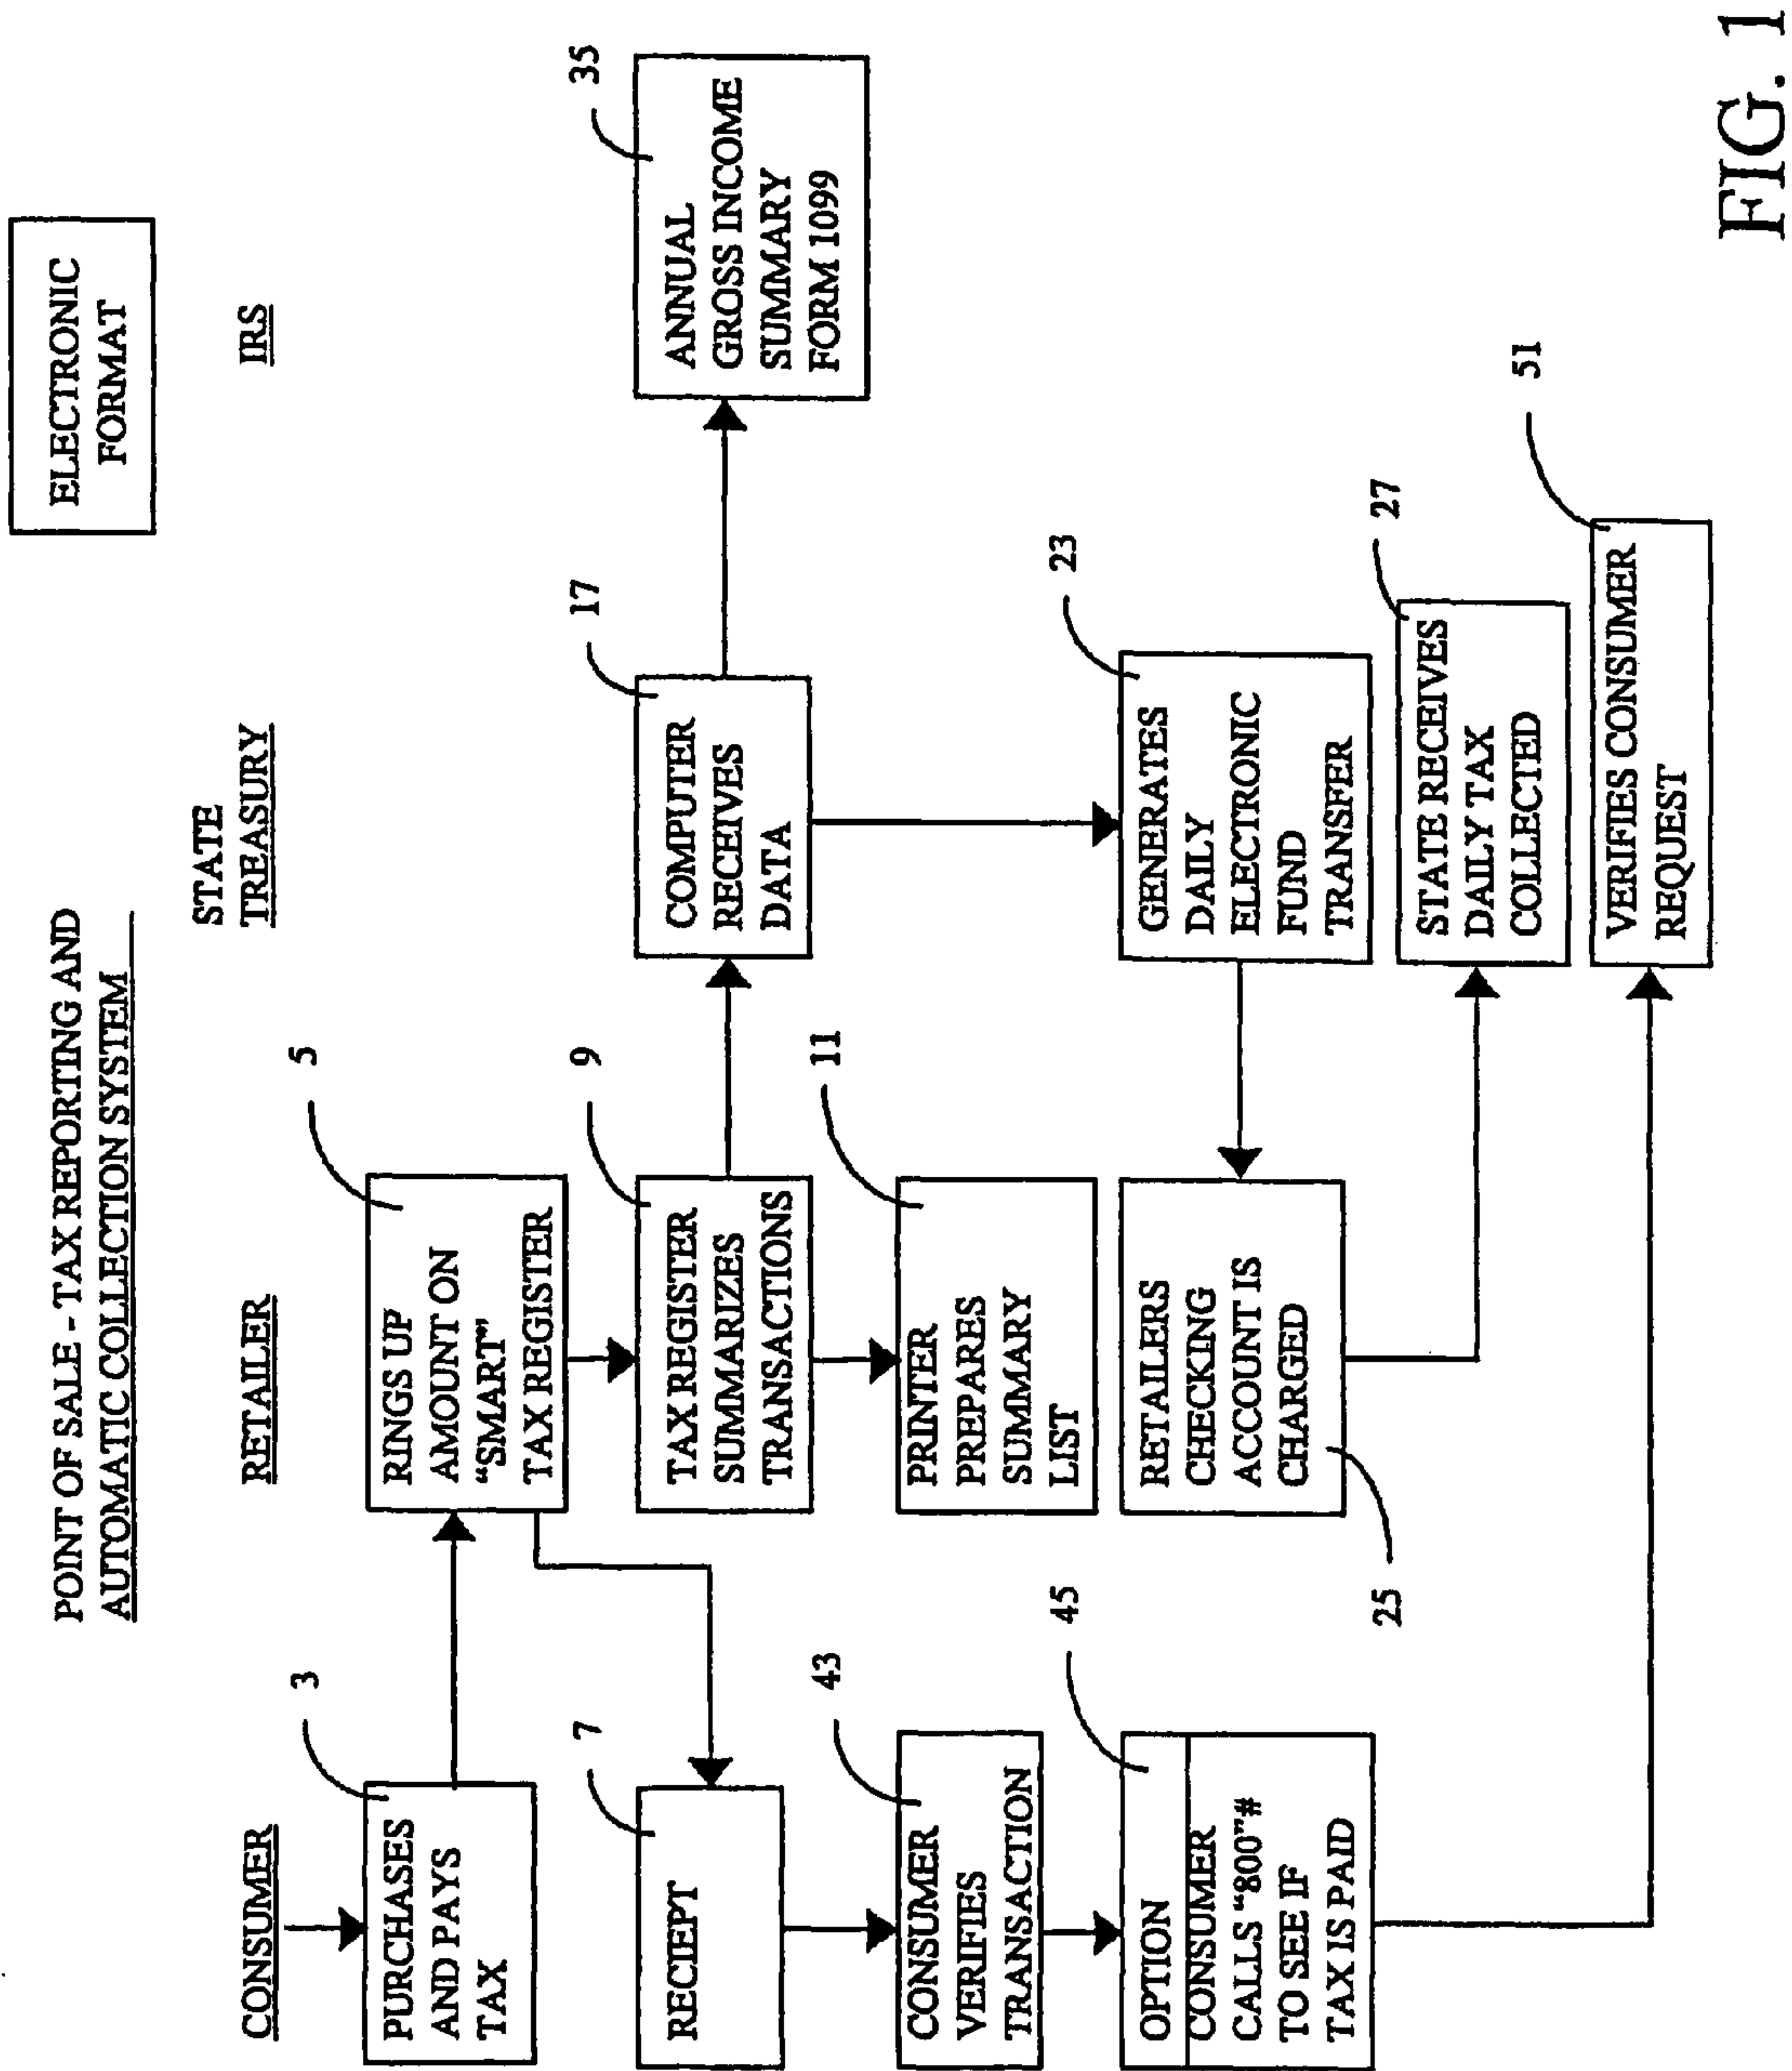 ELECTRONIC
FORMAT
POINT OF SALE - TAX REPORTING AND
AUTOMATIC COLLECTION SYSTEM
CONSUMER
RETAILER
STATE
TREASURY
IRS
3
PURCHASES
AND PAYS
TAX
5
RINGS UP
AMOUNT ON
“SMART”
TAX REGISTER
7
RECIEPT
9
TAX REGISTER
SUMMARIZES
TRANSACTIONS
17
COMPUTER
RECEIVES
DATA
35
ANNUAL
GROSS INCOME
SUMMARY
FORM 1099
43
CONSUMER
VERIFIES
TRANSACTION
11
PRINTER
PREPARES
SUMMARY
LIST
45
OPTION
CONSUMER
CALLS “800”#
TO SEE IF
TAX IS PAID
RETAILERS
CHECKING
ACCOUNT IS
CHARGED
25
23
GENERATES
DAILY
ELECTRONIC
FUND
TRANSFER
27
STATE RECEIVES
DAILY TAX
COLLECTED
51
VERIFIES CONSUMER
REQUEST
FIG. 1